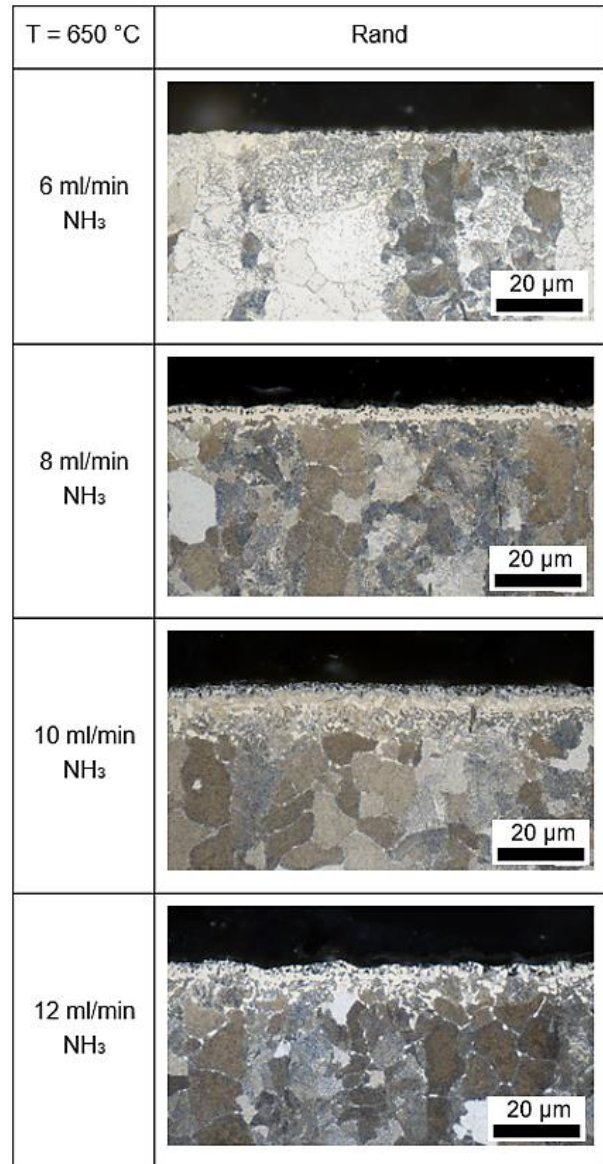 T = 650 °C
Rand
6 ml/min
NH₃
20 µm
8 ml/min
NH₃
20 µm
10 ml/min
NH₃
20 µm
12 ml/min
NH₃
20 µm